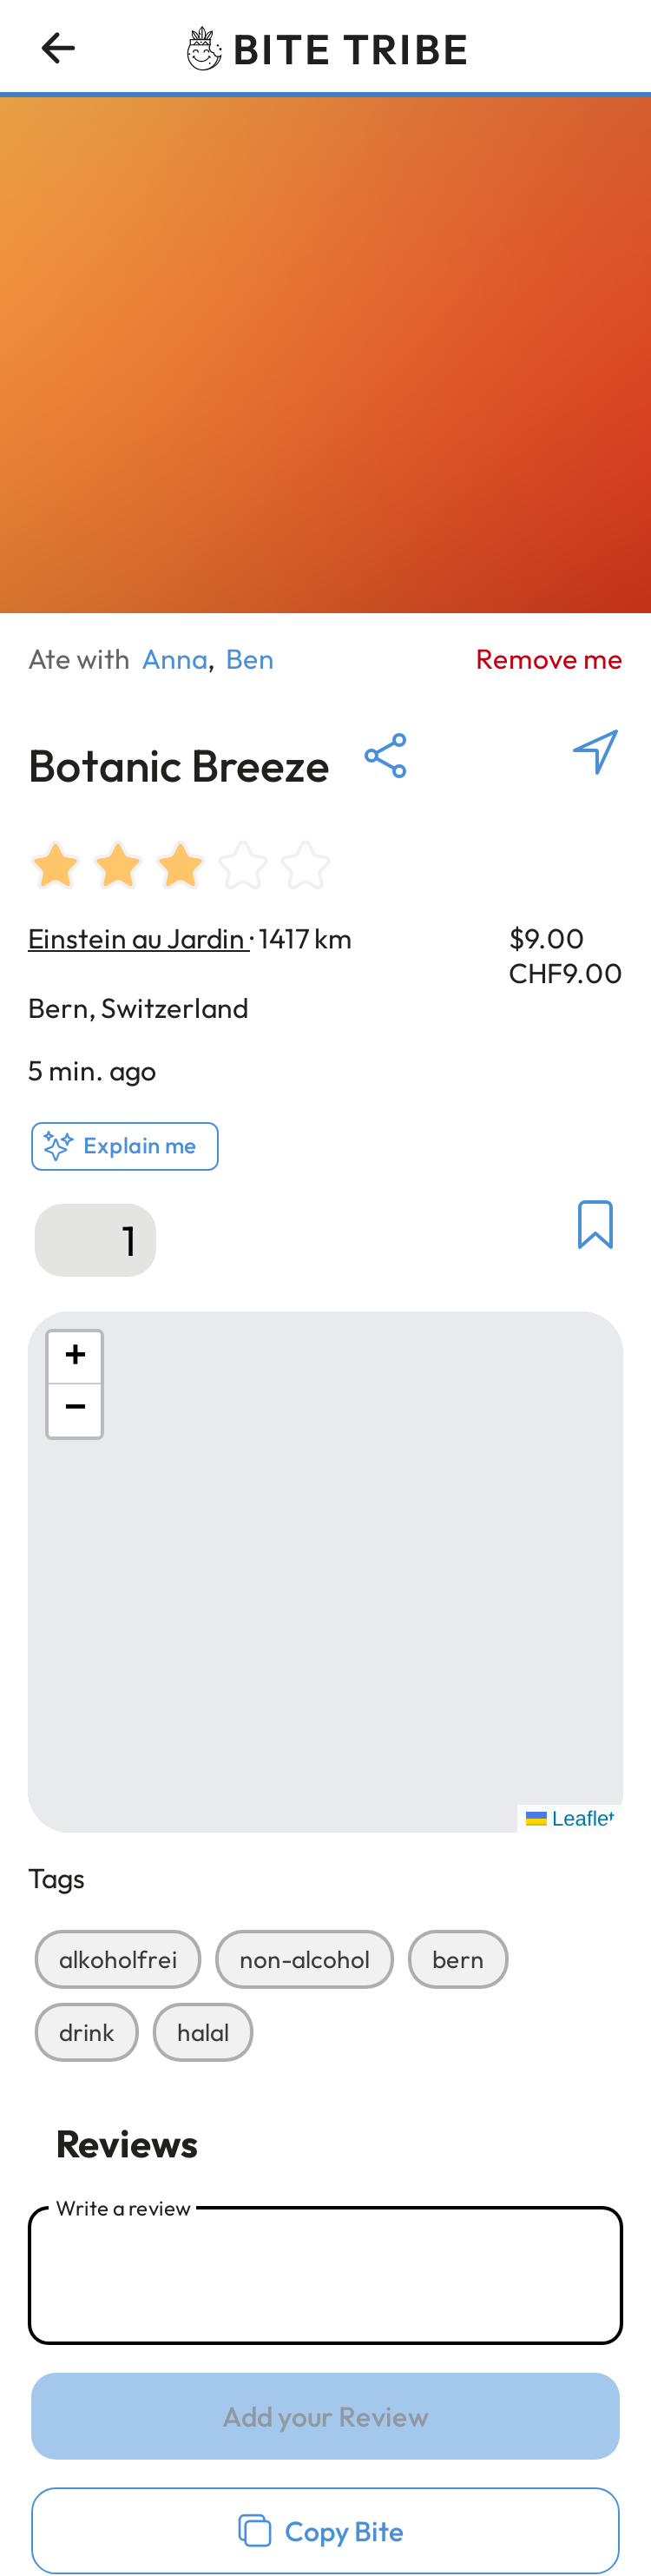 BITE TRIBE
Ate with Anna, Ben
Remove me
Botanic Breeze
Einstein au Jardin · 1417 km
$9.00
CHF9.00
Bern, Switzerland
5 min. ago
Explain me
1
+
−
Leaflet
Tags
alkoholfrei
non-alcohol
bern
drink
halal
Reviews
Write a review
Add your Review
Copy Bite